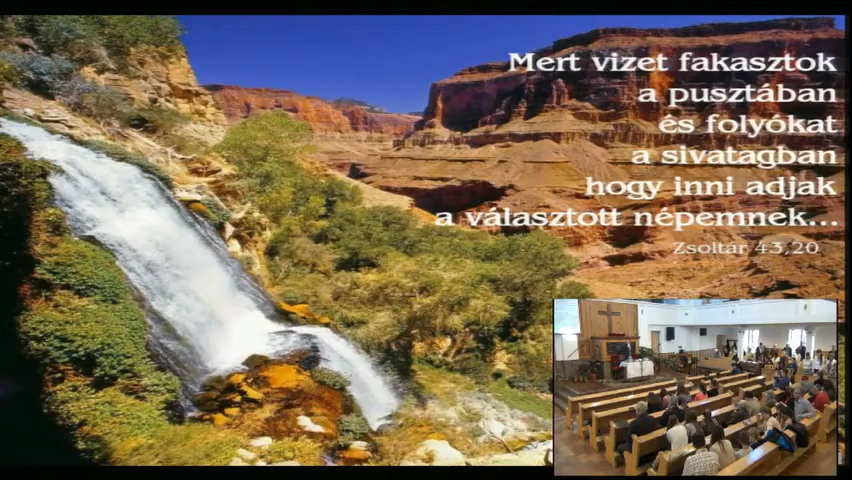 Mert vizet fakasztok
a pusztában
és folyókat
a sivatagban
hogy inni adjak
a választott népemnek...
Zsoltár 43,20